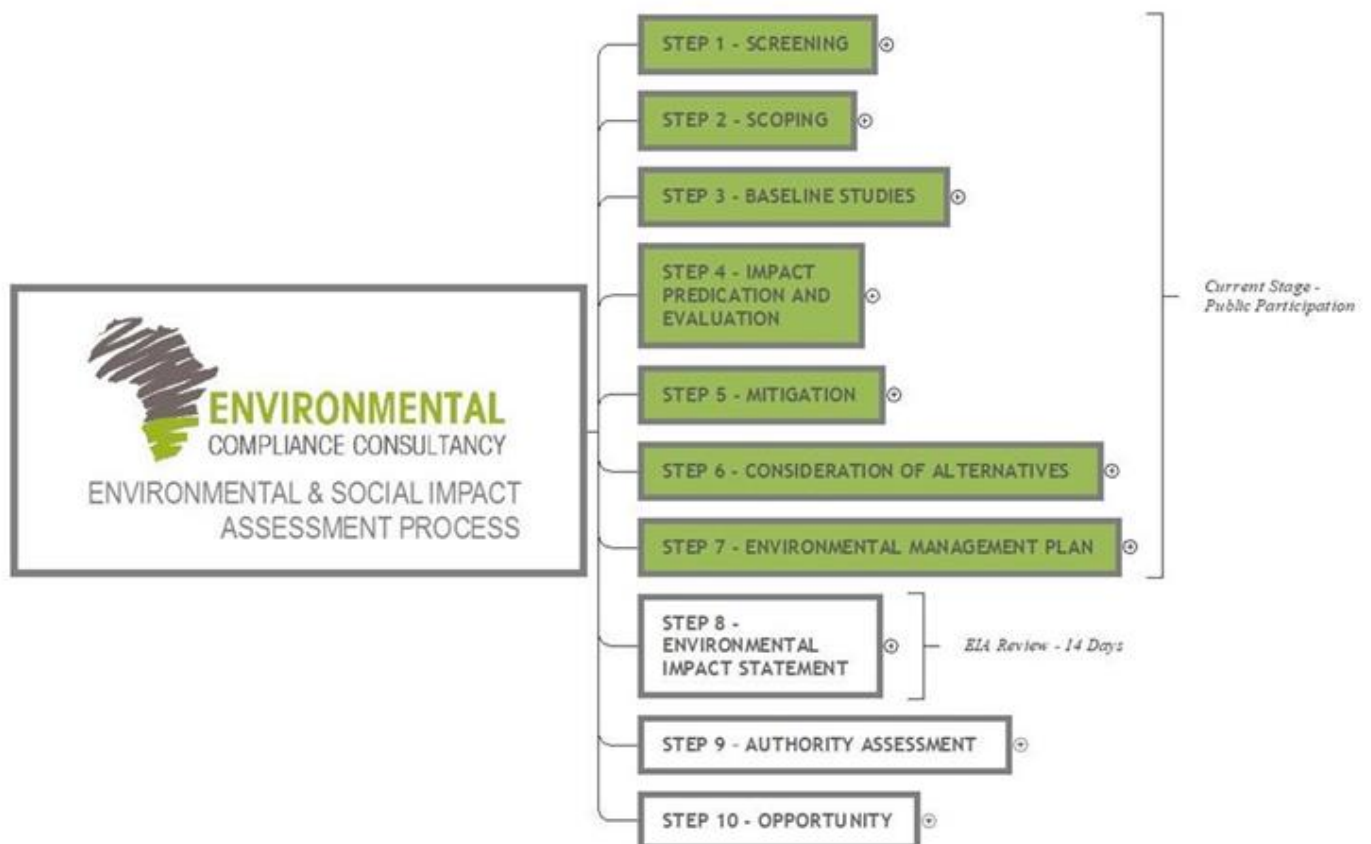 STEP 1 - SCREENING
STEP 2 - SCOPING
STEP 3 - BASELINE STUDIES
STEP 4 - IMPACT
PREDICATION AND
EVALUATION
STEP 5 - MITIGATION
STEP 6 - CONSIDERATION OF ALTERNATIVES
STEP 7 - ENVIRONMENTAL MANAGEMENT PLAN
Current Stage -
Public Participation
ENVIRONMENTAL
COMPLIANCE CONSULTANCY
ENVIRONMENTAL & SOCIAL IMPACT
ASSESSMENT PROCESS
STEP 8 -
ENVIRONMENTAL
IMPACT STATEMENT
EIA Review - 14 Days
STEP 9 - AUTHORITY ASSESSMENT
STEP 10 - OPPORTUNITY